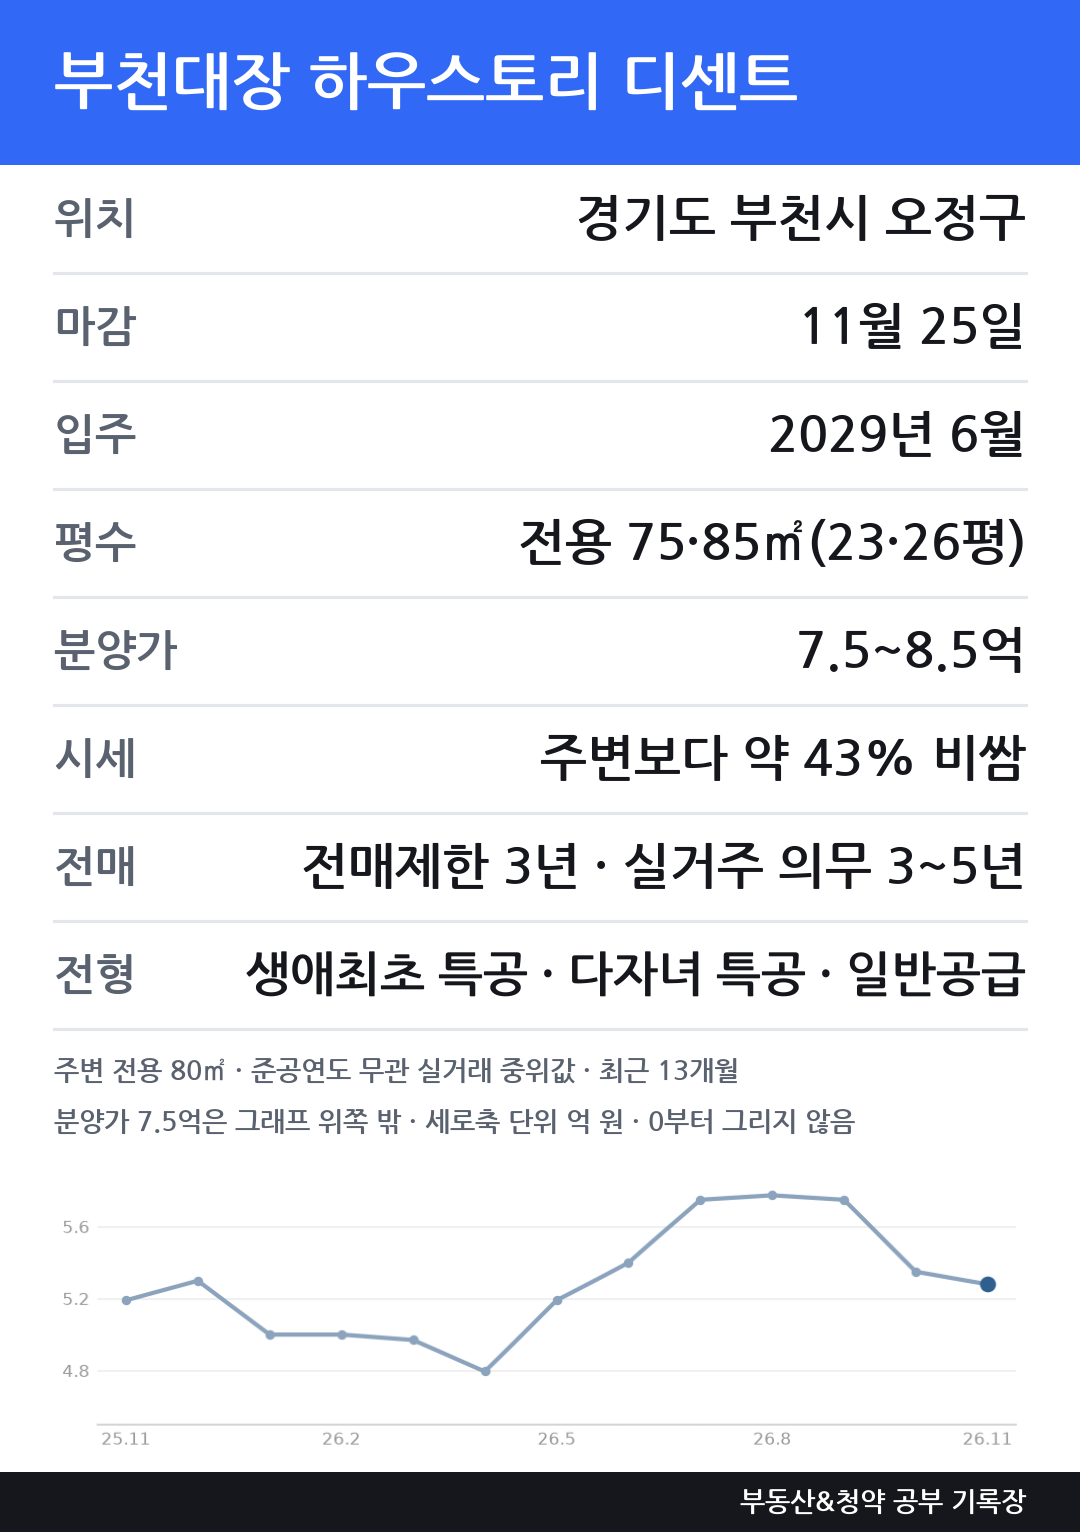 부천대장 하우스토리 디센트
위치 경기도 부천시 오정구
마감 11월 25일
입주 2029년 6월
평수 전용 75·85㎡(23·26평)
분양가 7.5~8.5억
시세 주변보다 약 43% 비쌈
전매 전매제한 3년 · 실거주 의무 3~5년
전형 생애최초 특공 · 다자녀 특공 · 일반공급
주변 전용 80㎡ · 준공연도 무관 실거래 중위값 · 최근 13개월
분양가 7.5억은 그래프 위쪽 밖 · 세로축 단위 억 원 · 0부터 그리지 않음
5.6
5.2
4.8
25.11 26.2 26.5 26.8 26.11
부동산&청약 공부 기록장